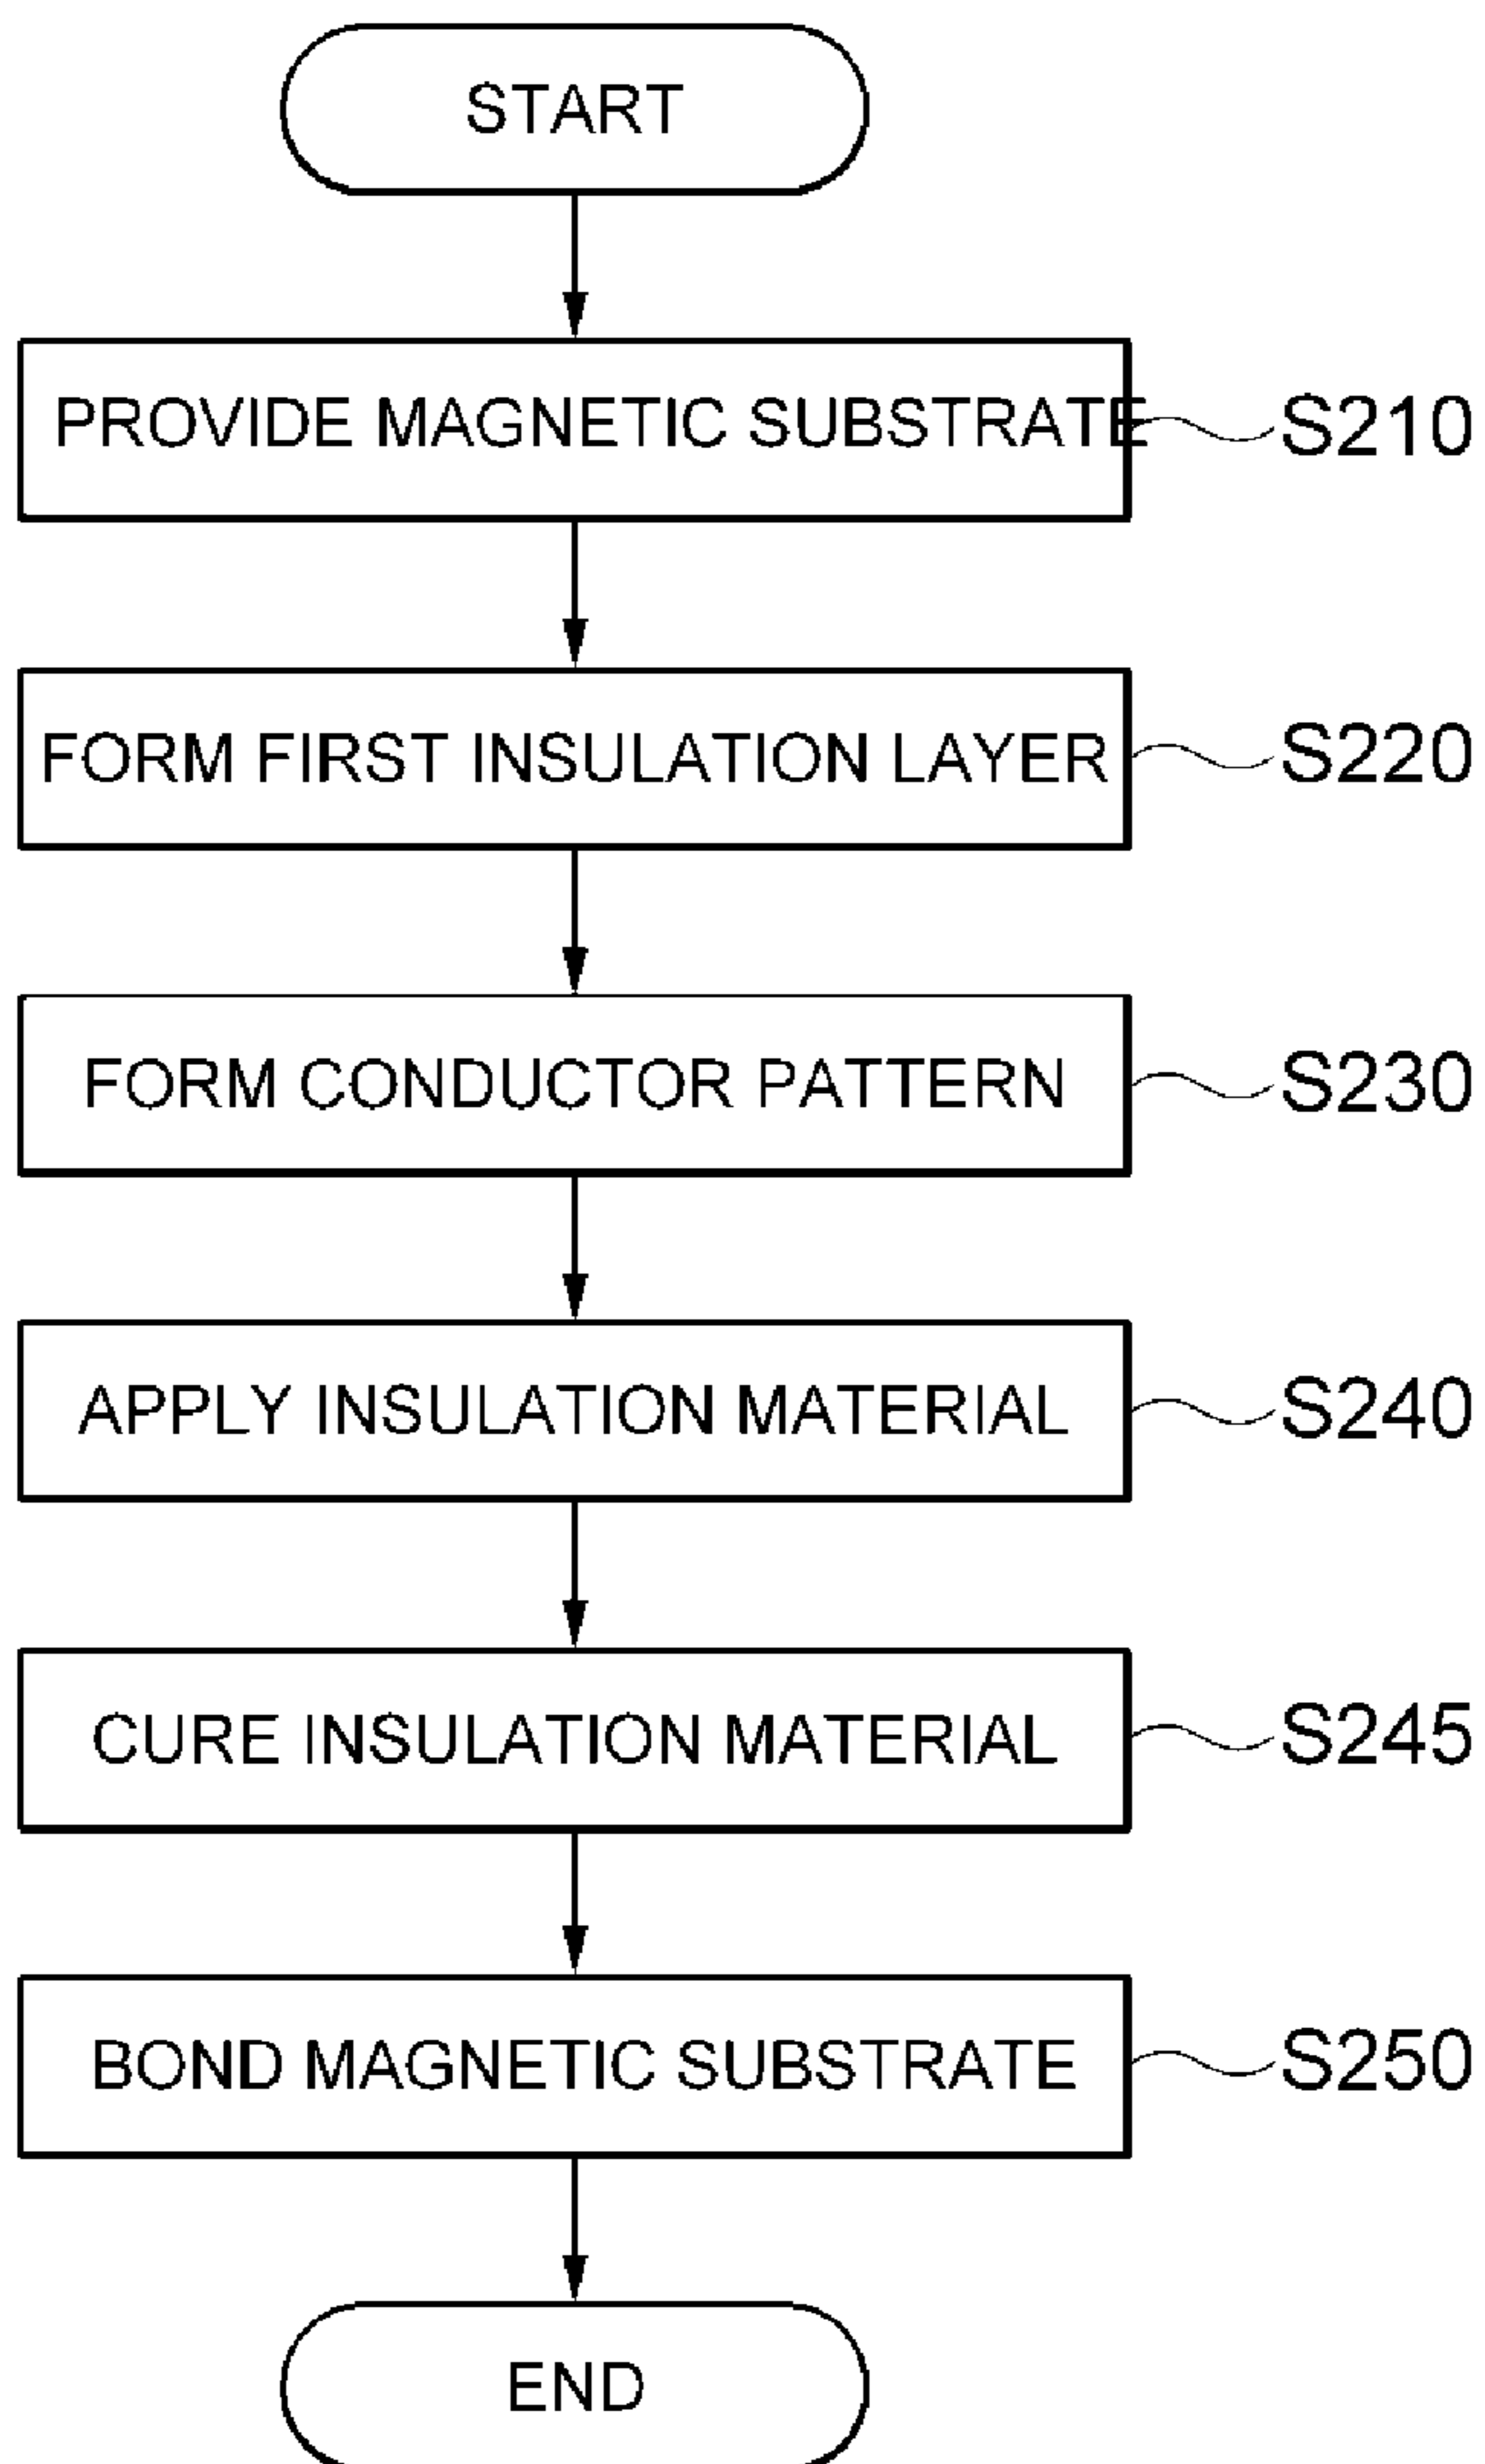 START
PROVIDE MAGNETIC SUBSTRATE S210
FORM FIRST INSULATION LAYER S220
FORM CONDUCTOR PATTERN S230
APPLY INSULATION MATERIAL S240
CURE INSULATION MATERIAL S245
BOND MAGNETIC SUBSTRATE S250
END